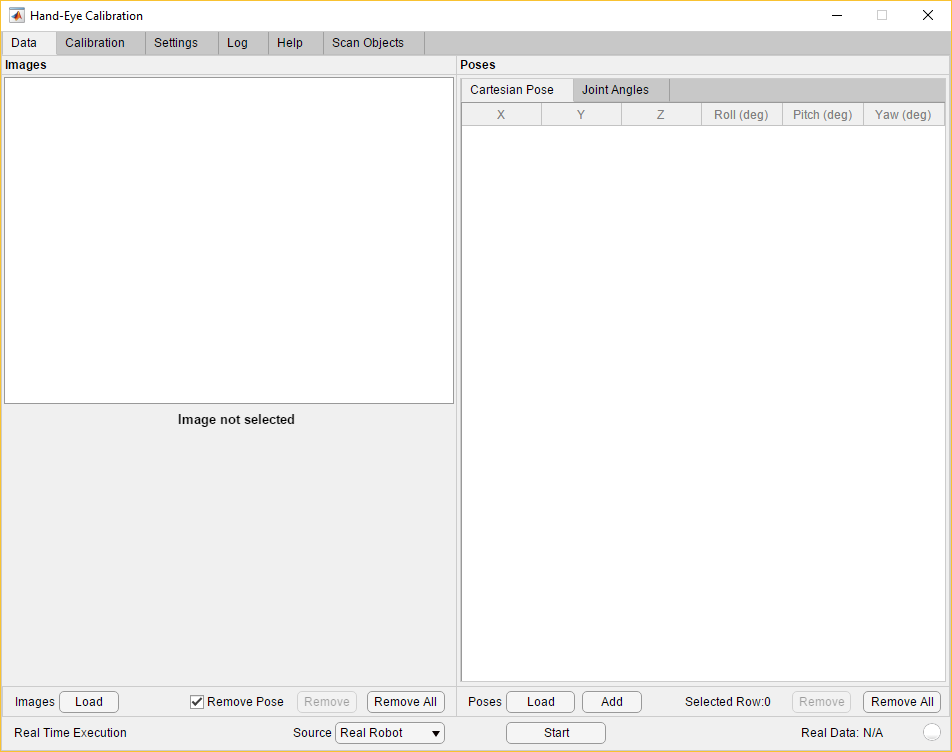 Hand-Eye Calibration
Data Calibration Settings Log Help Scan Objects
Images Poses
Cartesian Pose Joint Angles
X Y Z Roll (deg) Pitch (deg) Yaw (deg)
Image not selected
Images Load Remove Pose Remove Remove All Poses Load Add Selected Row:0 Remove Remove All
Real Time Execution Source Real Robot Start Real Data: N/A